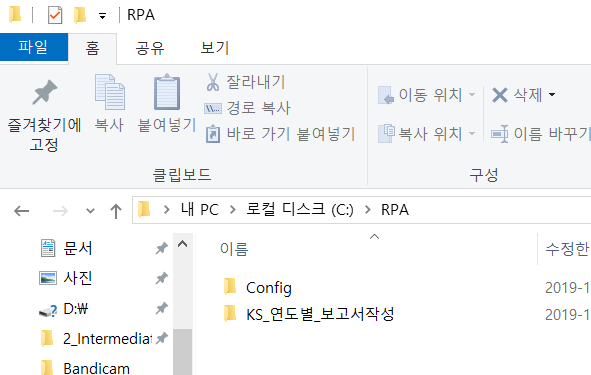 RPA
파일 홈 공유 보기
즐겨찾기에 고정
복사
붙여넣기
잘라내기
경로 복사
바로 가기 붙여넣기
클립보드
이동 위치
복사 위치
삭제
이름 바꾸기
구성
내 PC > 로컬 디스크 (C:) > RPA
문서
사진
D:₩
2_Intermediat
Bandicam
이름 수정한
Config 2019-1
KS_연도별_보고서작성 2019-1